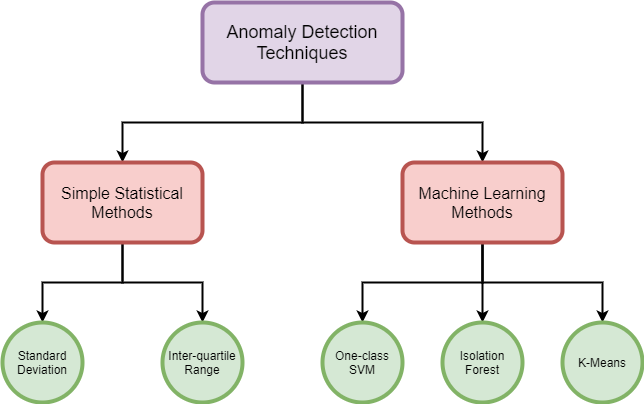 Anomaly Detection
Techniques
Simple Statistical
Methods
Machine Learning
Methods
Standard
Deviation
Inter-quartile
Range
One-class
SVM
Isolation
Forest
K-Means